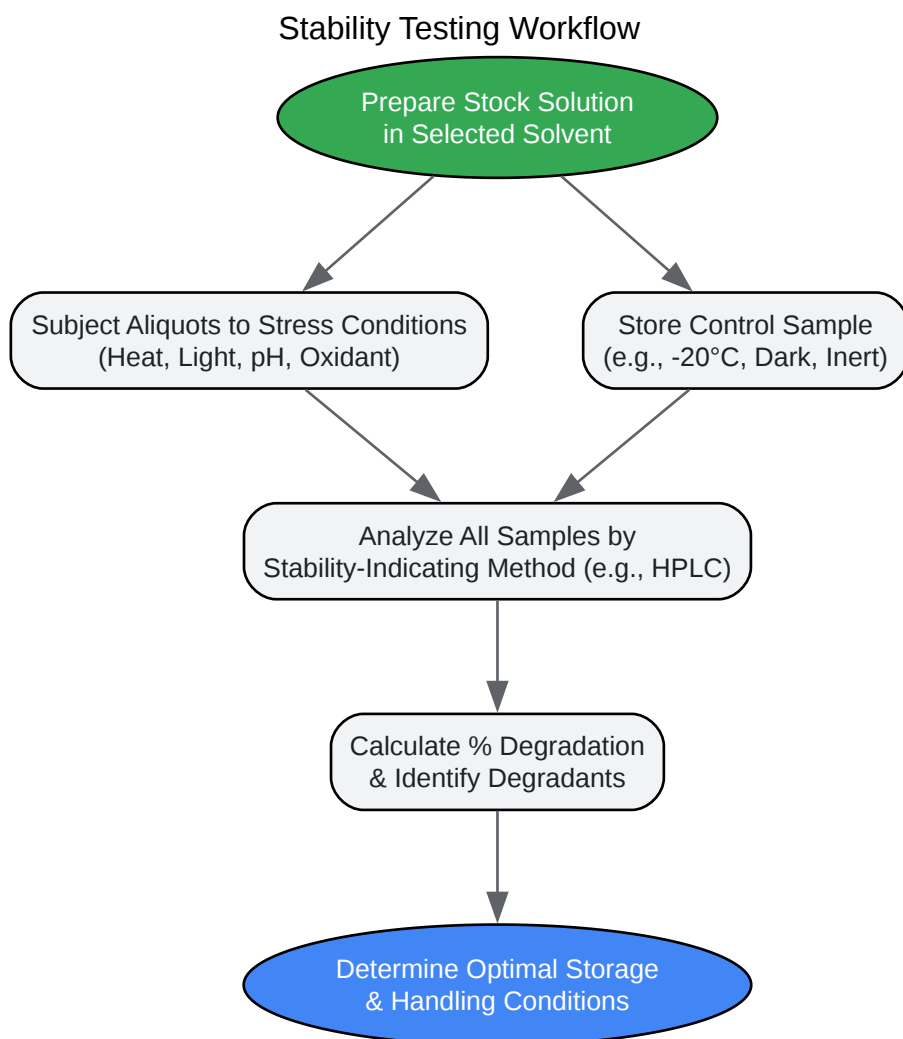 Stability Testing Workflow
Prepare Stock Solution
in Selected Solvent
Subject Aliquots to Stress Conditions
(Heat, Light, pH, Oxidant)
Store Control Sample
(e.g., -20°C, Dark, Inert)
Analyze All Samples by
Stability-Indicating Method (e.g., HPLC)
Calculate % Degradation
& Identify Degradants
Determine Optimal Storage
& Handling Conditions